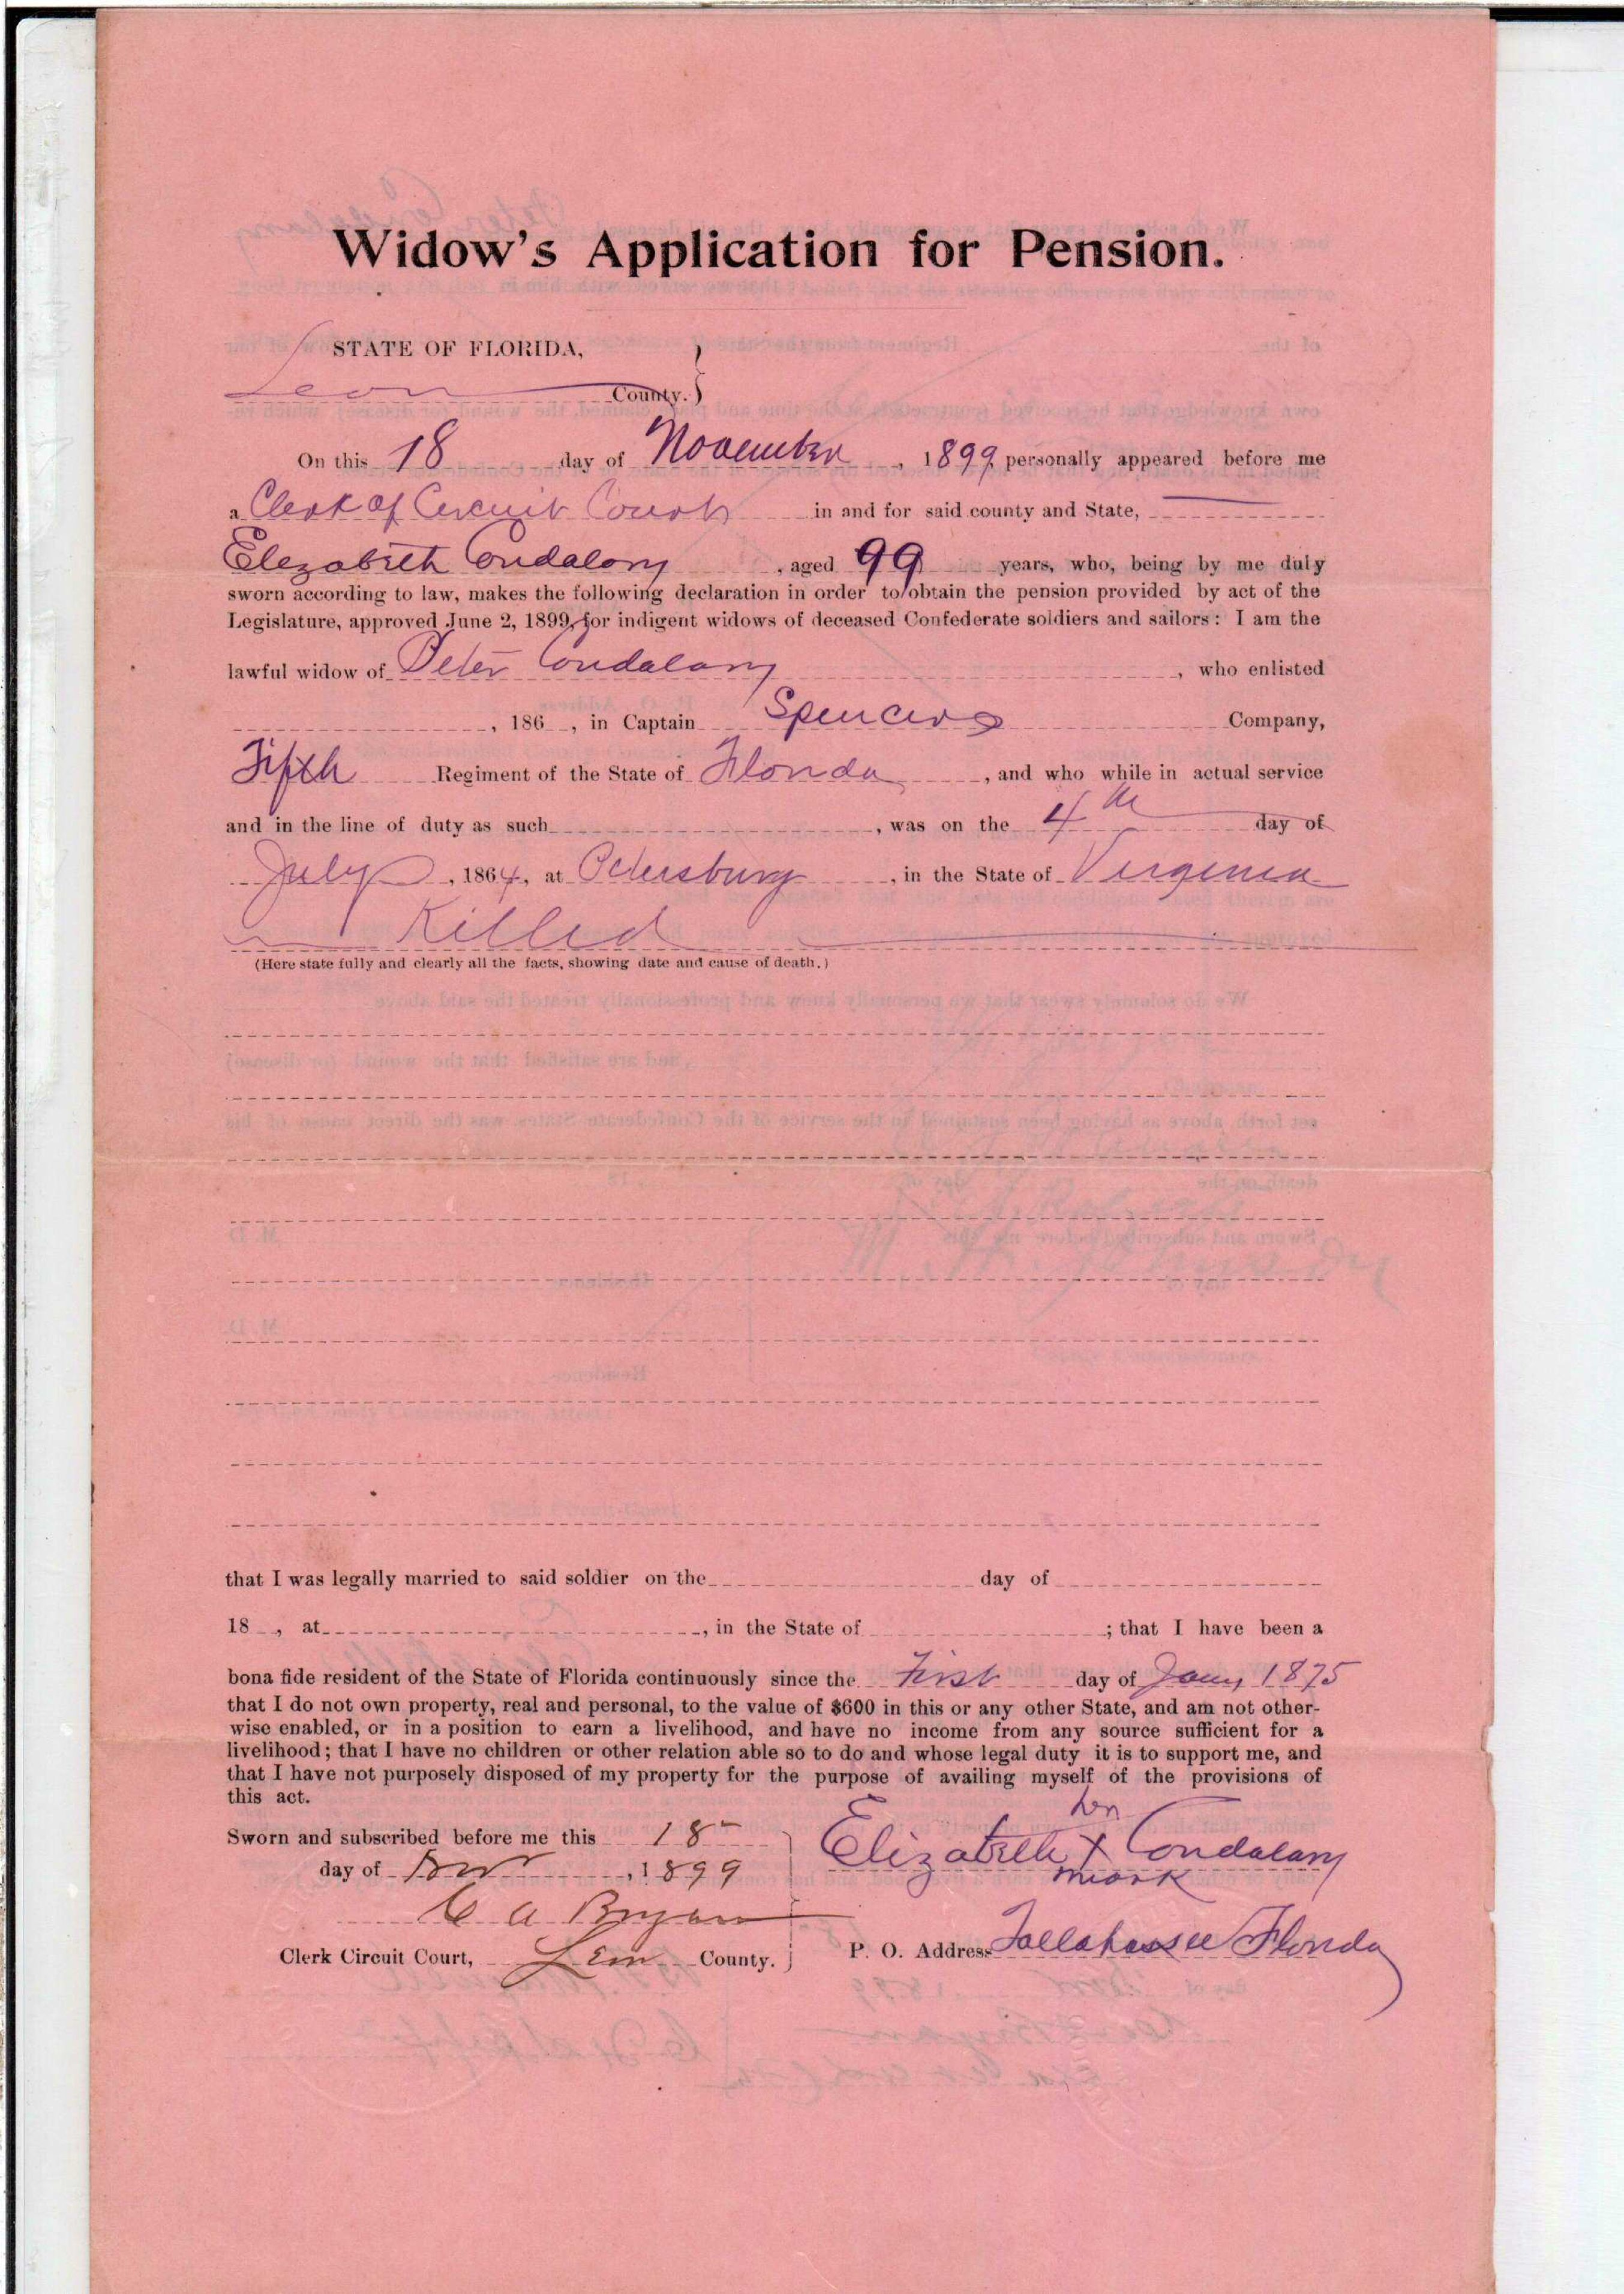 Widow's Application for Pension.
STATE OF FLORIDA,
Leon County.
On this 18 day of November, 1899, personally appeared before me
a Clerk of Circuit Court in and for said county and State,
Elezabeth Condalary, aged 99 years, who, being by me duly
sworn according to law, makes the following declaration in order to obtain the pension provided by act of the
Legislature, approved June 2, 1899, for indigent widows of deceased Confederate soldiers and sailors: I am the
lawful widow of Peter Condalary, who enlisted
, 186 , in Captain Spencers Company,
Fifth Regiment of the State of Florida, and who while in actual service
and in the line of duty as such , was on the 4th day of
July, 1864, at Petersburg, in the State of Virginia
Killed
(Here state fully and clearly all the facts, showing date and cause of death.)
that I was legally married to said soldier on the day of
18 , at , in the State of ; that I have been a
bona fide resident of the State of Florida continuously since the First day of Jany 1875
that I do not own property, real and personal, to the value of $600 in this or any other State, and am not other-
wise enabled, or in a position to earn a livelihood, and have no income from any source sufficient for a
livelihood; that I have no children or other relation able so to do and whose legal duty it is to support me, and
that I have not purposely disposed of my property for the purpose of availing myself of the provisions of
this act.
Sworn and subscribed before me this 18
day of Nov, 1899
C A Bryan
Clerk Circuit Court, Leon County.
her
Elizabeth X Condalary
mark
P. O. Address Tallahassee Florida